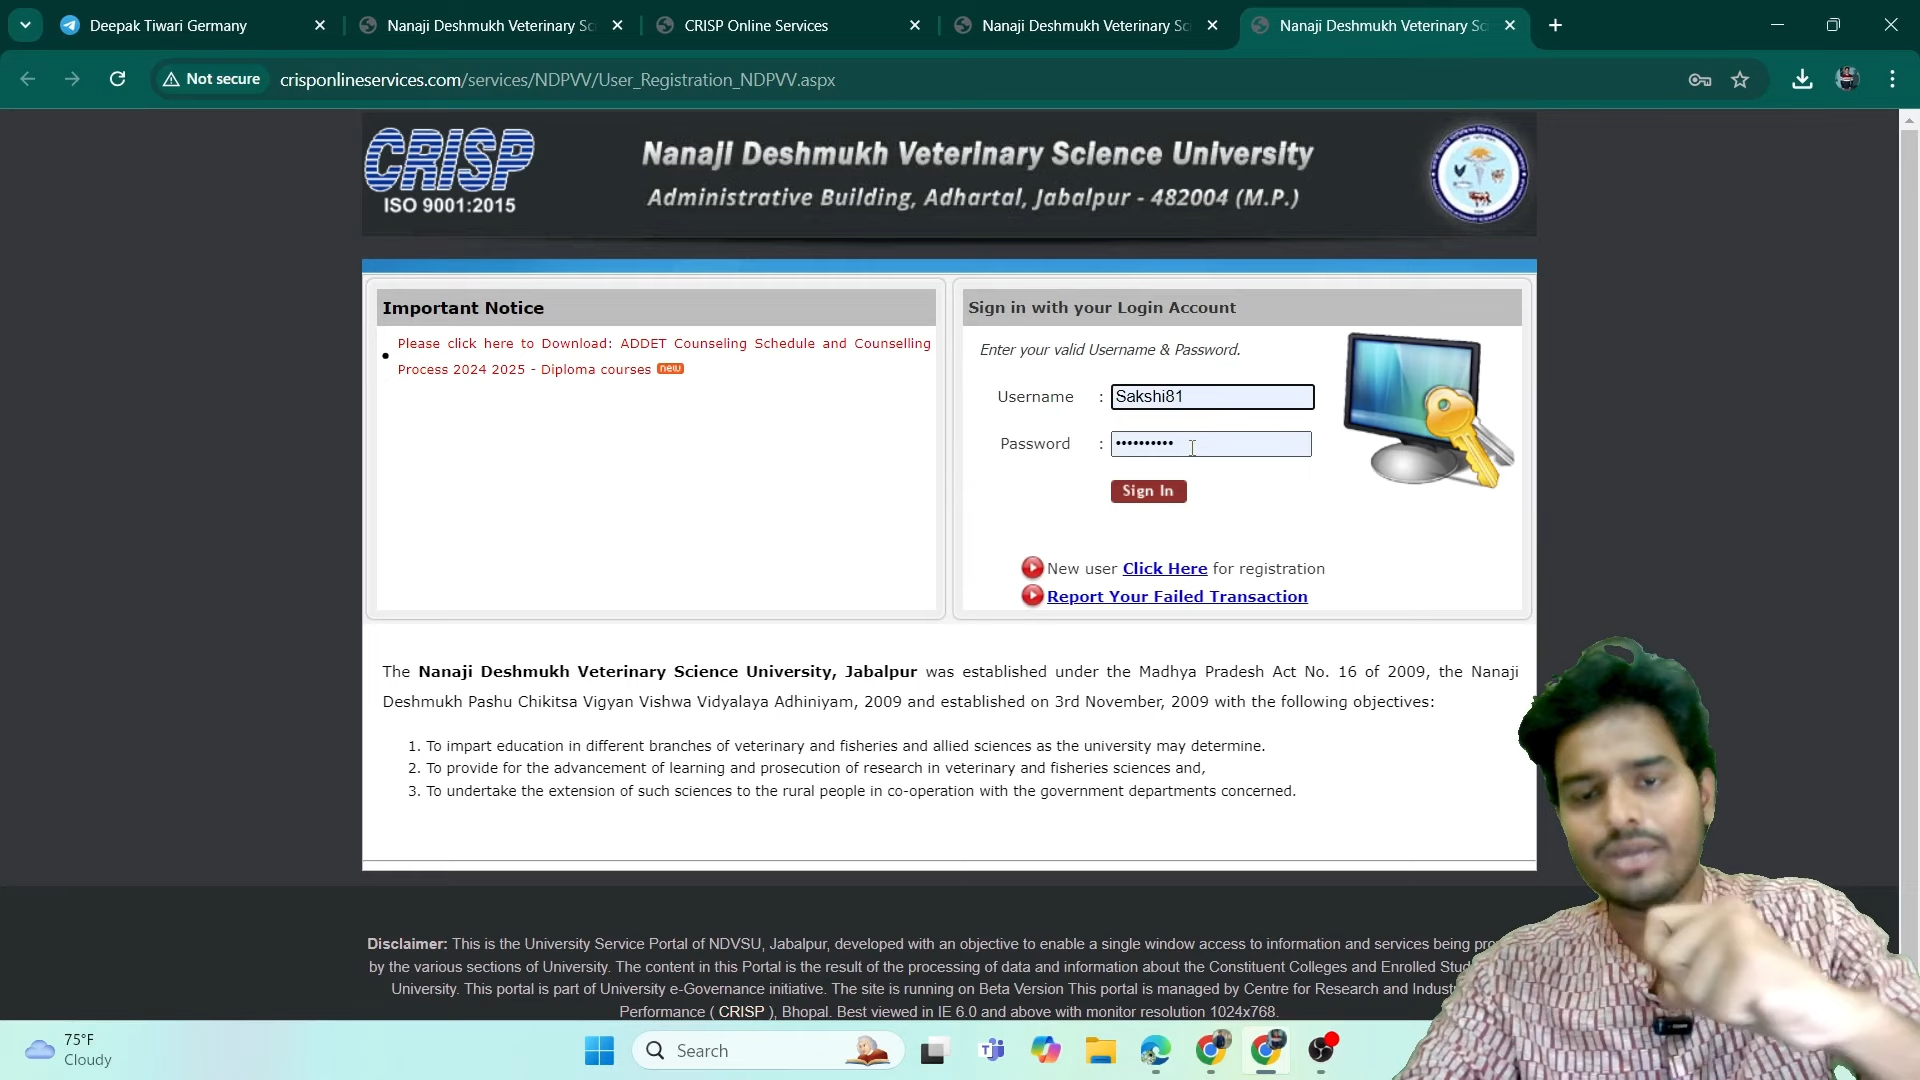 Deepak Tiwari Germany
Nanaji Deshmukh Veterinary Sc
CRISP Online Services
Nanaji Deshmukh Veterinary Sc
Nanaji Deshmukh Veterinary Sc
Not secure
crisponlineservices.com/services/NDPVV/User_Registration_NDPVV.aspx
CRISP
ISO 9001:2015
Nanaji Deshmukh Veterinary Science University
Administrative Building, Adhartal, Jabalpur - 482004 (M.P.)
Important Notice
Please click here to Download: ADDET Counseling Schedule and Counselling
Process 2024 2025 - Diploma courses new
Sign in with your Login Account
Enter your valid Username & Password.
Username : Sakshi81
Password : ••••••••••
Sign In
New user Click Here for registration
Report Your Failed Transaction
The Nanaji Deshmukh Veterinary Science University, Jabalpur was established under the Madhya Pradesh Act No. 16 of 2009, the Nanaji
Deshmukh Pashu Chikitsa Vigyan Vishwa Vidyalaya Adhiniyam, 2009 and established on 3rd November, 2009 with the following objectives:
1. To impart education in different branches of veterinary and fisheries and allied sciences as the university may determine.
2. To provide for the advancement of learning and prosecution of research in veterinary and fisheries sciences and,
3. To undertake the extension of such sciences to the rural people in co-operation with the government departments concerned.
Disclaimer: This is the University Service Portal of NDVSU, Jabalpur, developed with an objective to enable a single window access to information and services being
by the various sections of University. The content in this Portal is the result of the processing of data and information about the Constituent Colleges and Enrolled
University. This portal is part of University e-Governance initiative. The site is running on Beta Version This portal is managed by Centre for Research and
Performance ( CRISP ), Bhopal. Best viewed in IE 6.0 and above with monitor resolution 1024x768.
75°F
Cloudy
Search